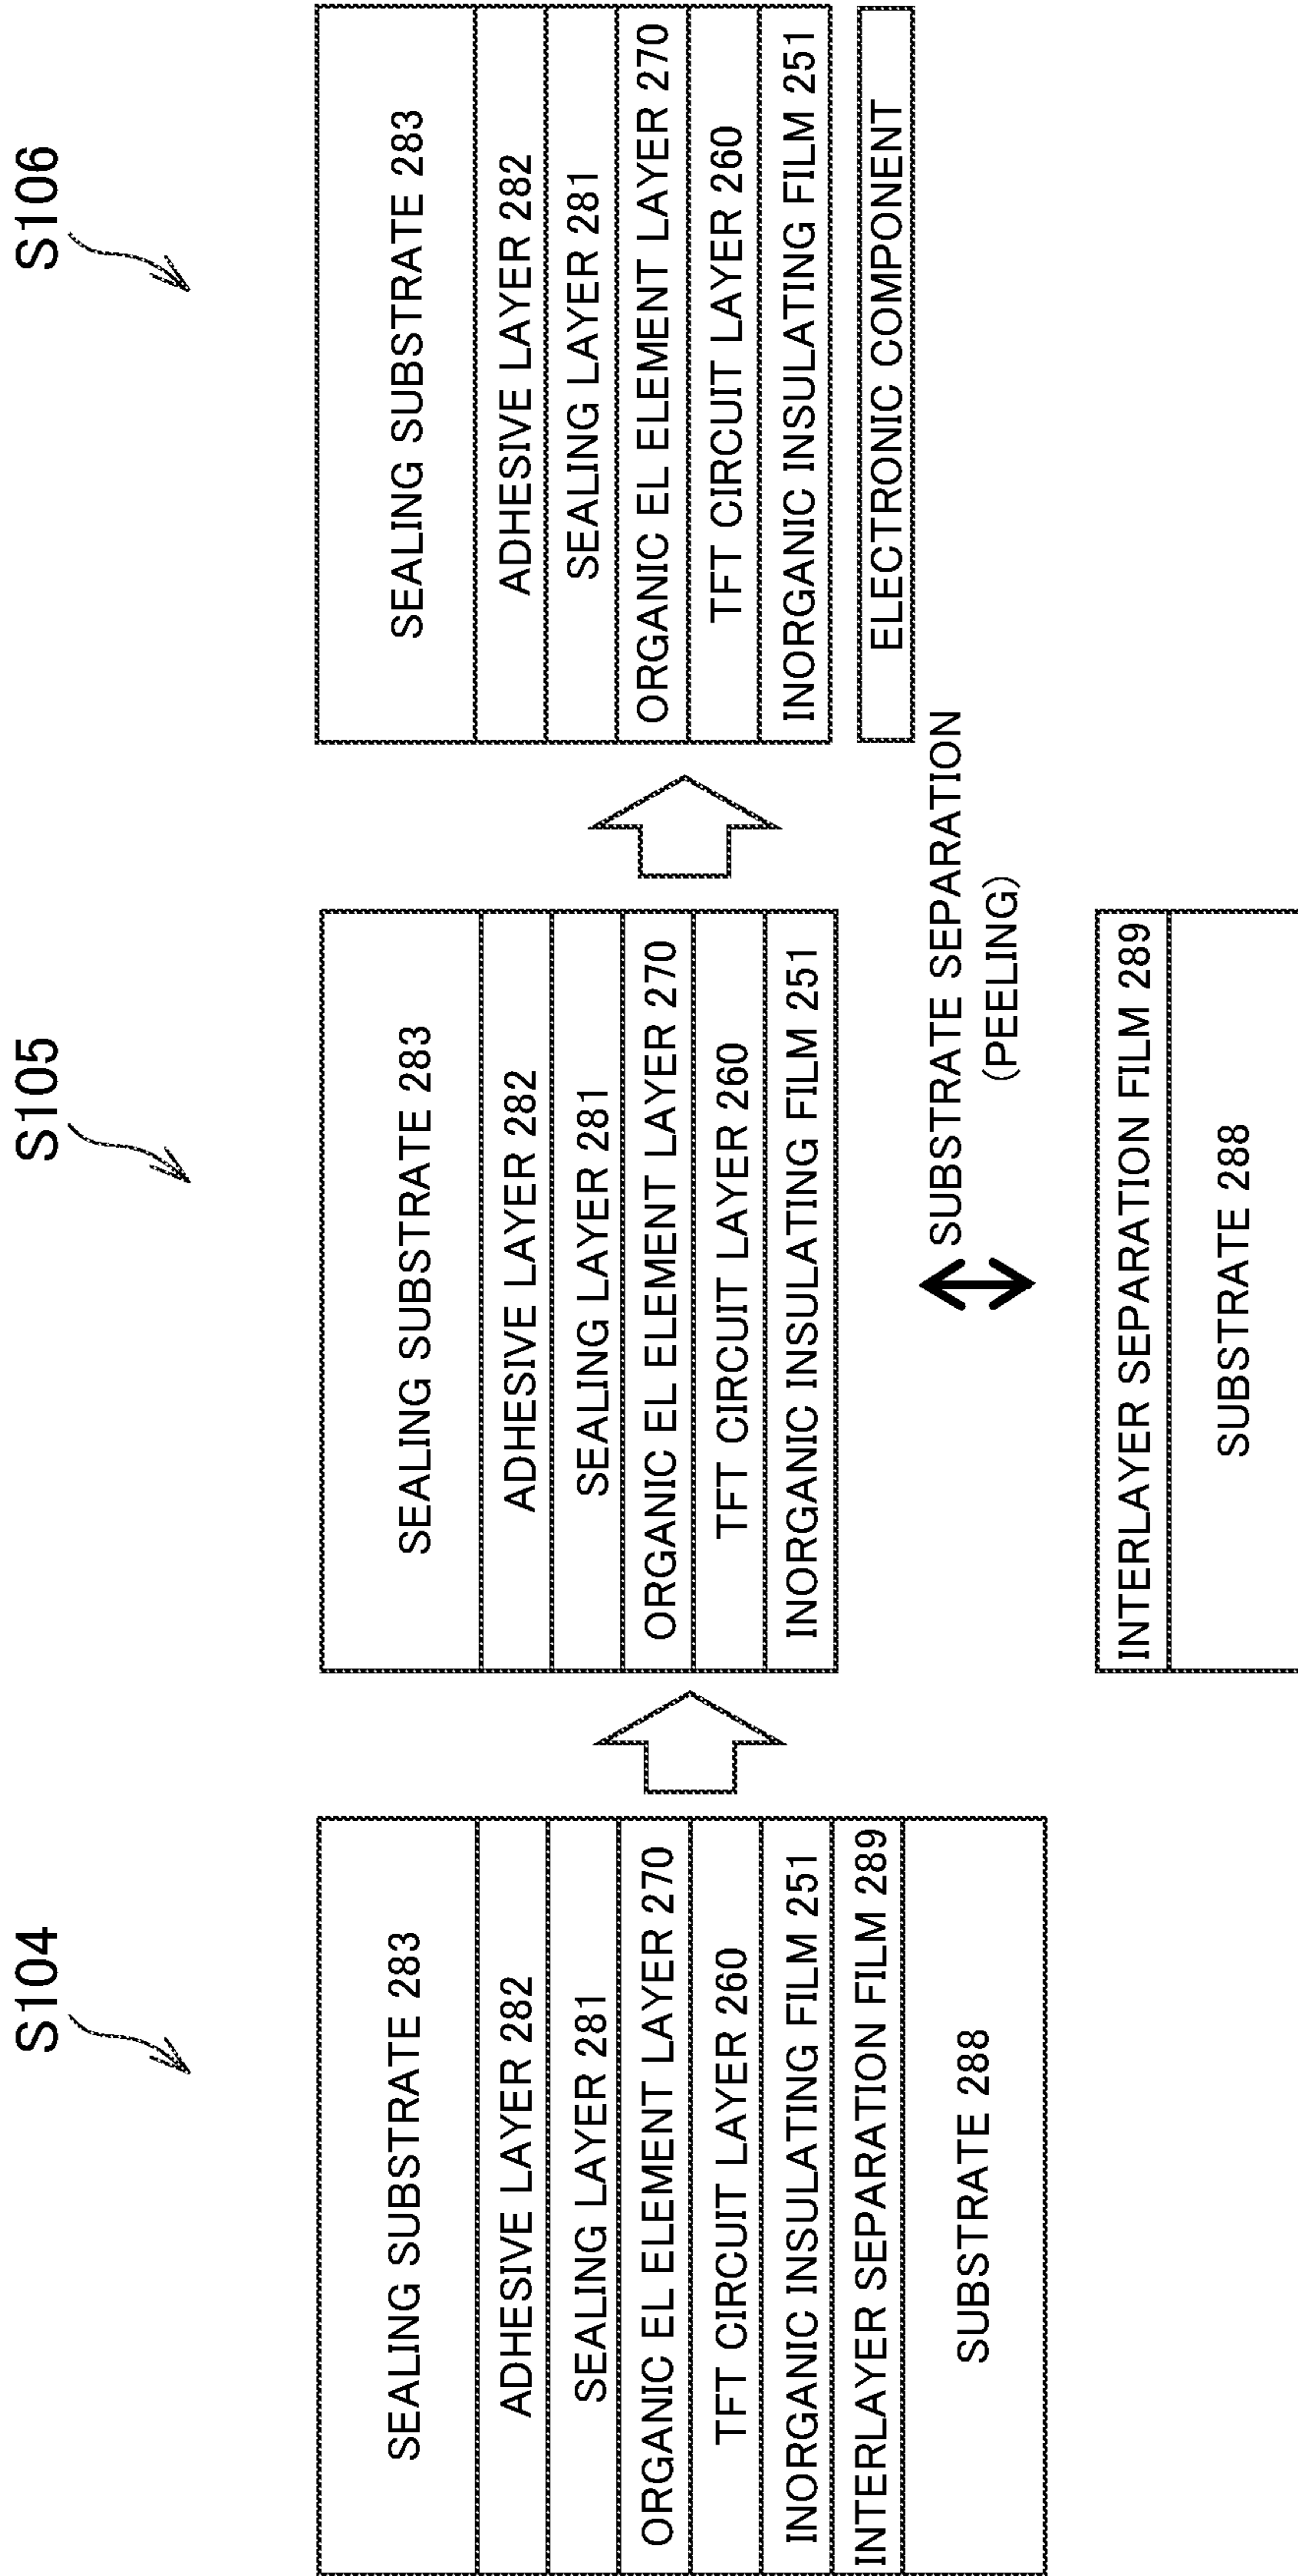 S104
SEALING SUBSTRATE 283
ADHESIVE LAYER 282
SEALING LAYER 281
ORGANIC EL ELEMENT LAYER 270
TFT CIRCUIT LAYER 260
INORGANIC INSULATING FILM 251
INTERLAYER SEPARATION FILM 289
SUBSTRATE 288
S105
SEALING SUBSTRATE 283
ADHESIVE LAYER 282
SEALING LAYER 281
ORGANIC EL ELEMENT LAYER 270
TFT CIRCUIT LAYER 260
INORGANIC INSULATING FILM 251
SUBSTRATE SEPARATION
(PEELING)
INTERLAYER SEPARATION FILM 289
SUBSTRATE 288
S106
SEALING SUBSTRATE 283
ADHESIVE LAYER 282
SEALING LAYER 281
ORGANIC EL ELEMENT LAYER 270
TFT CIRCUIT LAYER 260
INORGANIC INSULATING FILM 251
ELECTRONIC COMPONENT